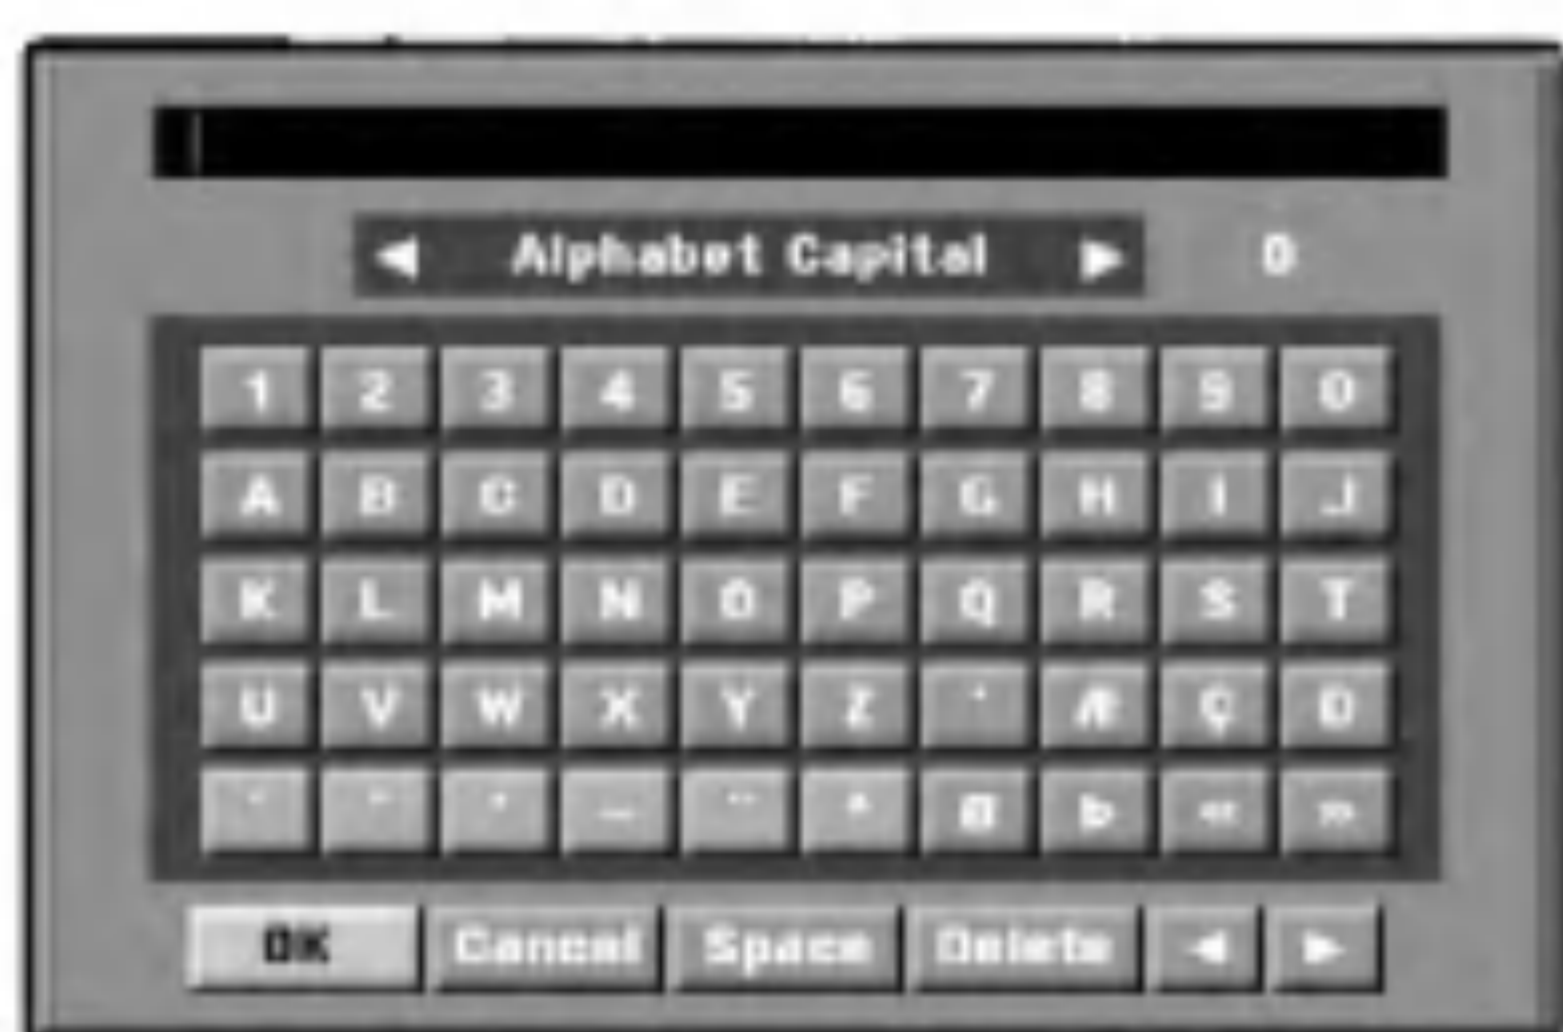 ◀ Alphabet Capital ▶ 0
1 2 3 4 5 6 7 8 9 0
A B C D E F G H I J
K L M N O P Q R S T
U V W X Y Z Æ Ç Ð
— ¨ « »
OK Cancel Space Delete ◀ ▶